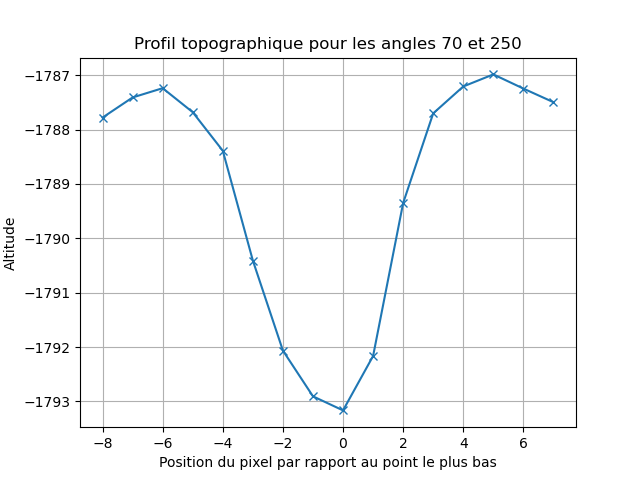 Profil topographique pour les angles 70 et 250
−1787
−1788
−1789
−1790
−1791
−1792
−1793
Altitude
−8 −6 −4 −2 0 2 4 6
Position du pixel par rapport au point le plus bas